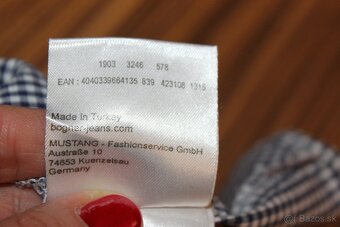 1903 3246 578
EAN : 4040339664135 839 423108 1315
Made In Turkey
bogner-jeans.com
MUSTANG - Fashionservice GmbH
Austraße 10
74653 Kuenzelsau
Germany
© Bazos.sk